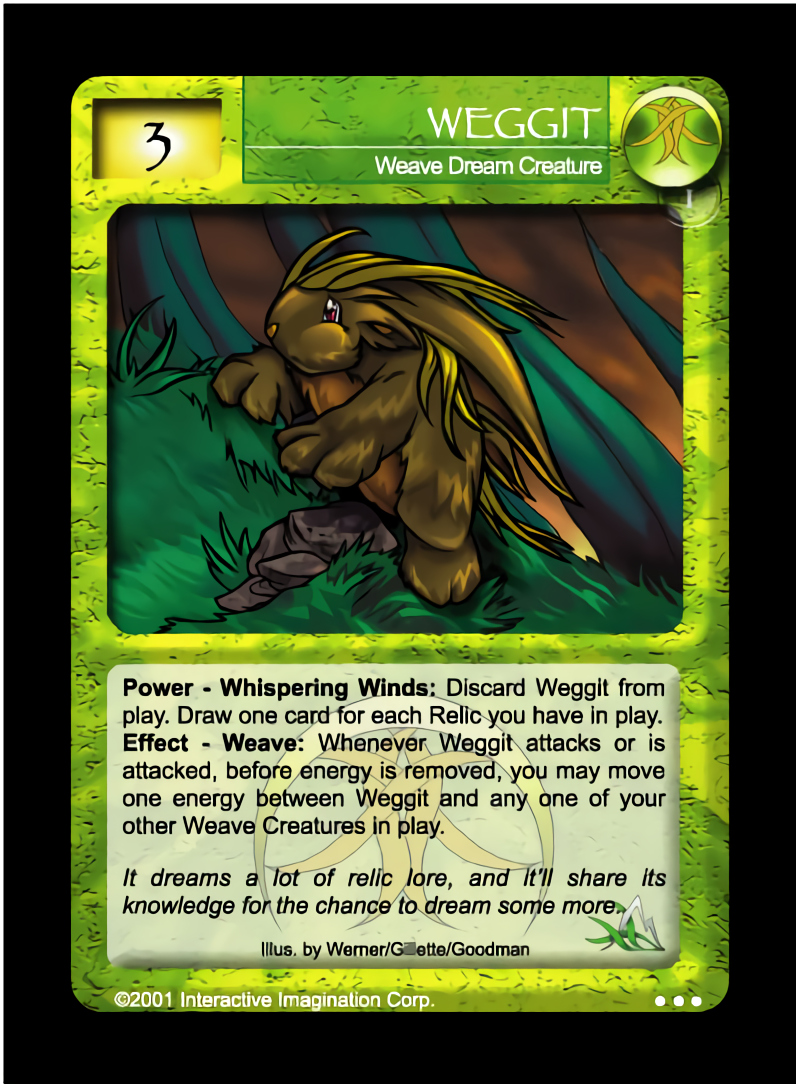 3
WEGGIT
Weave Dream Creature
1
Power - Whispering Winds: Discard Weggit from
play. Draw one card for each Relic you have in play.
Effect - Weave: Whenever Weggit attacks or is
attacked, before energy is removed, you may move
one energy between Weggit and any one of your
other Weave Creatures in play.
It dreams a lot of relic lore, and it'll share its
knowledge for the chance to dream some more.
Illus. by
©2001 Interactive Imagination Corp.